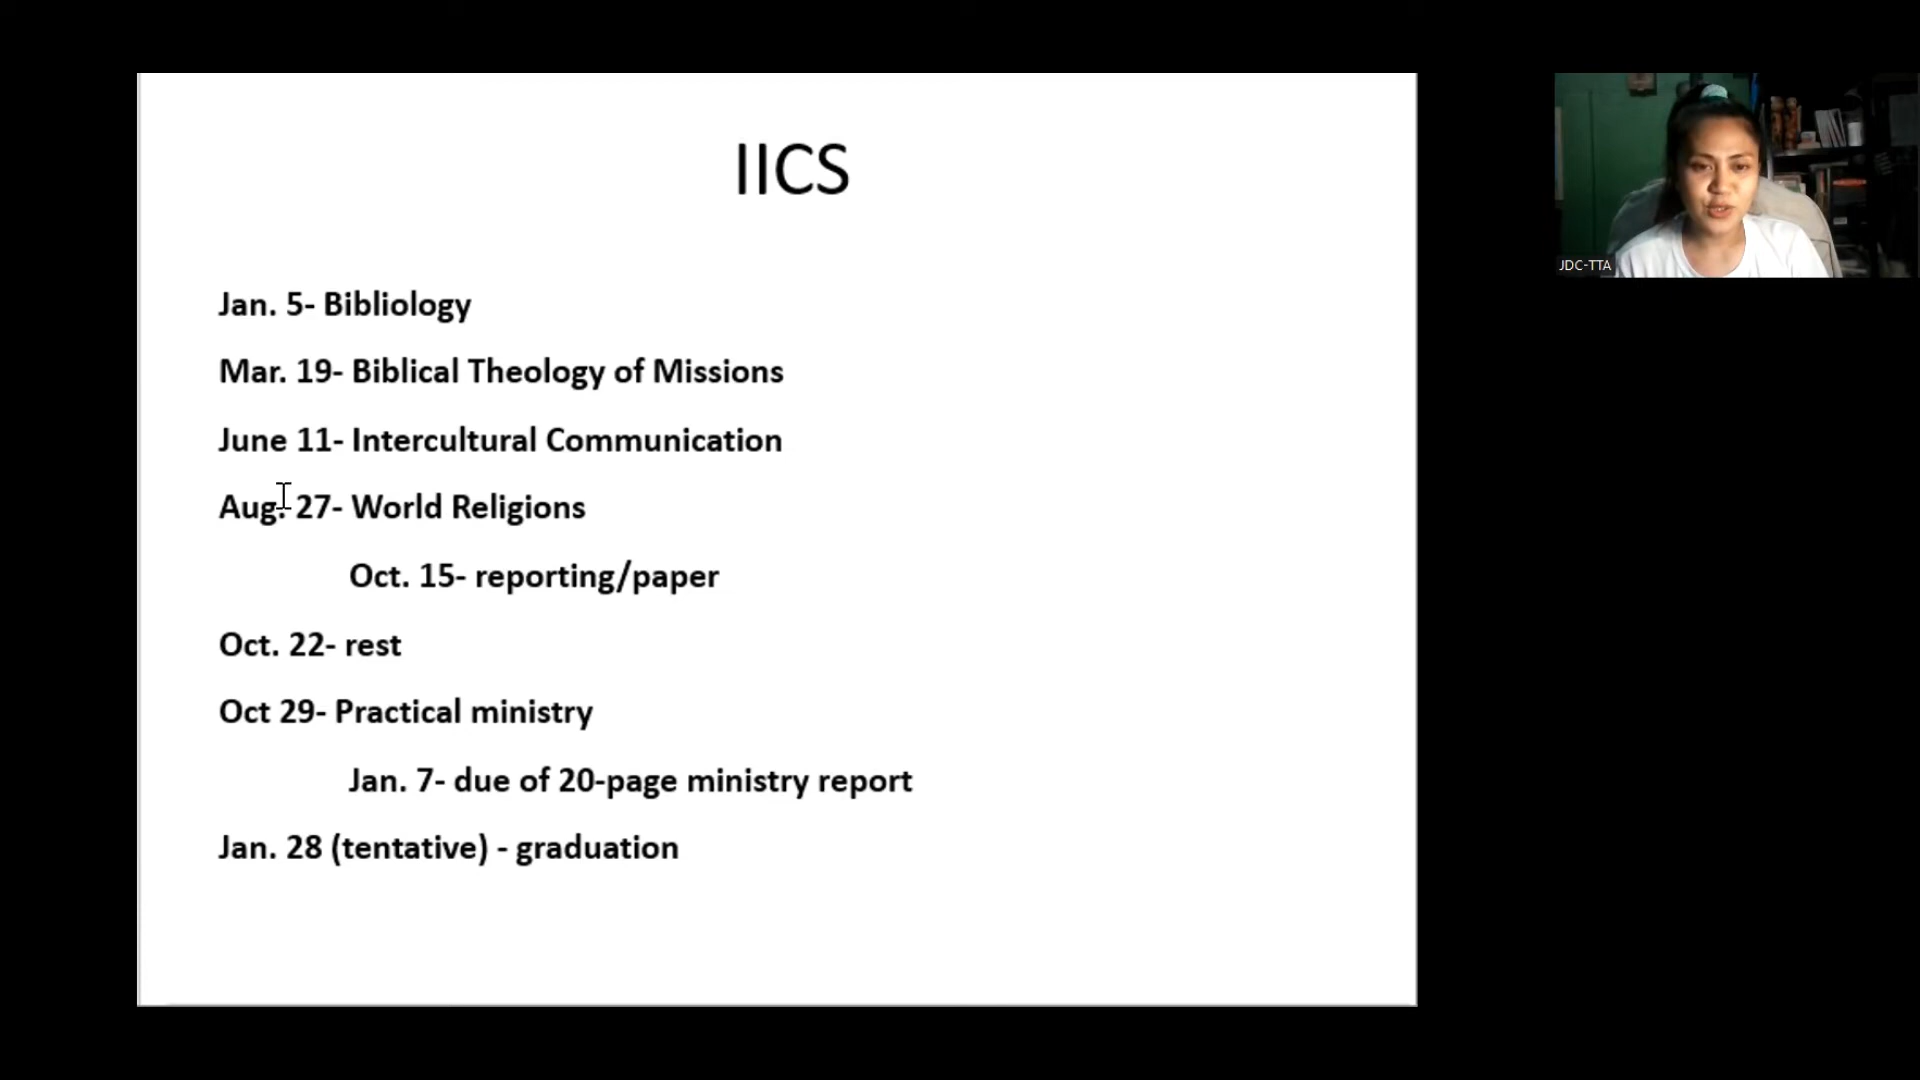 IICS
Jan. 5- Bibliology
Mar. 19- Biblical Theology of Missions
June 11- Intercultural Communication
Aug. 27- World Religions
Oct. 15- reporting/paper
Oct. 22- rest
Oct 29- Practical ministry
Jan. 7- due of 20-page ministry report
Jan. 28 (tentative) - graduation
JDC-TTA